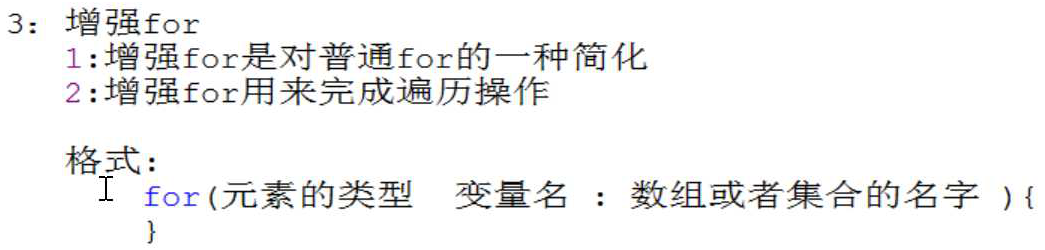 3: 增强for
1:增强for是对普通for的一种简化
2:增强for用来完成遍历操作
格式:
for(元素的类型 变量名 : 数组或者集合的名字 ){
}